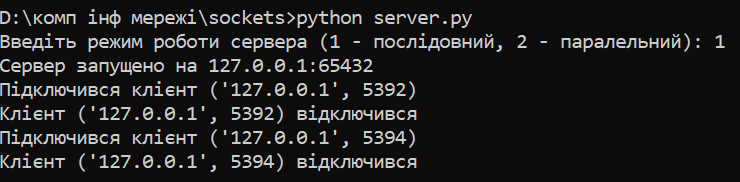 D:\комп інф мережі\sockets>python server.py
Введіть режим роботи сервера (1 - послідовний, 2 - паралельний): 1
Сервер запущено на 127.0.0.1:65432
Підключився клієнт ('127.0.0.1', 5392)
Клієнт ('127.0.0.1', 5392) відключився
Підключився клієнт ('127.0.0.1', 5394)
Клієнт ('127.0.0.1', 5394) відключився